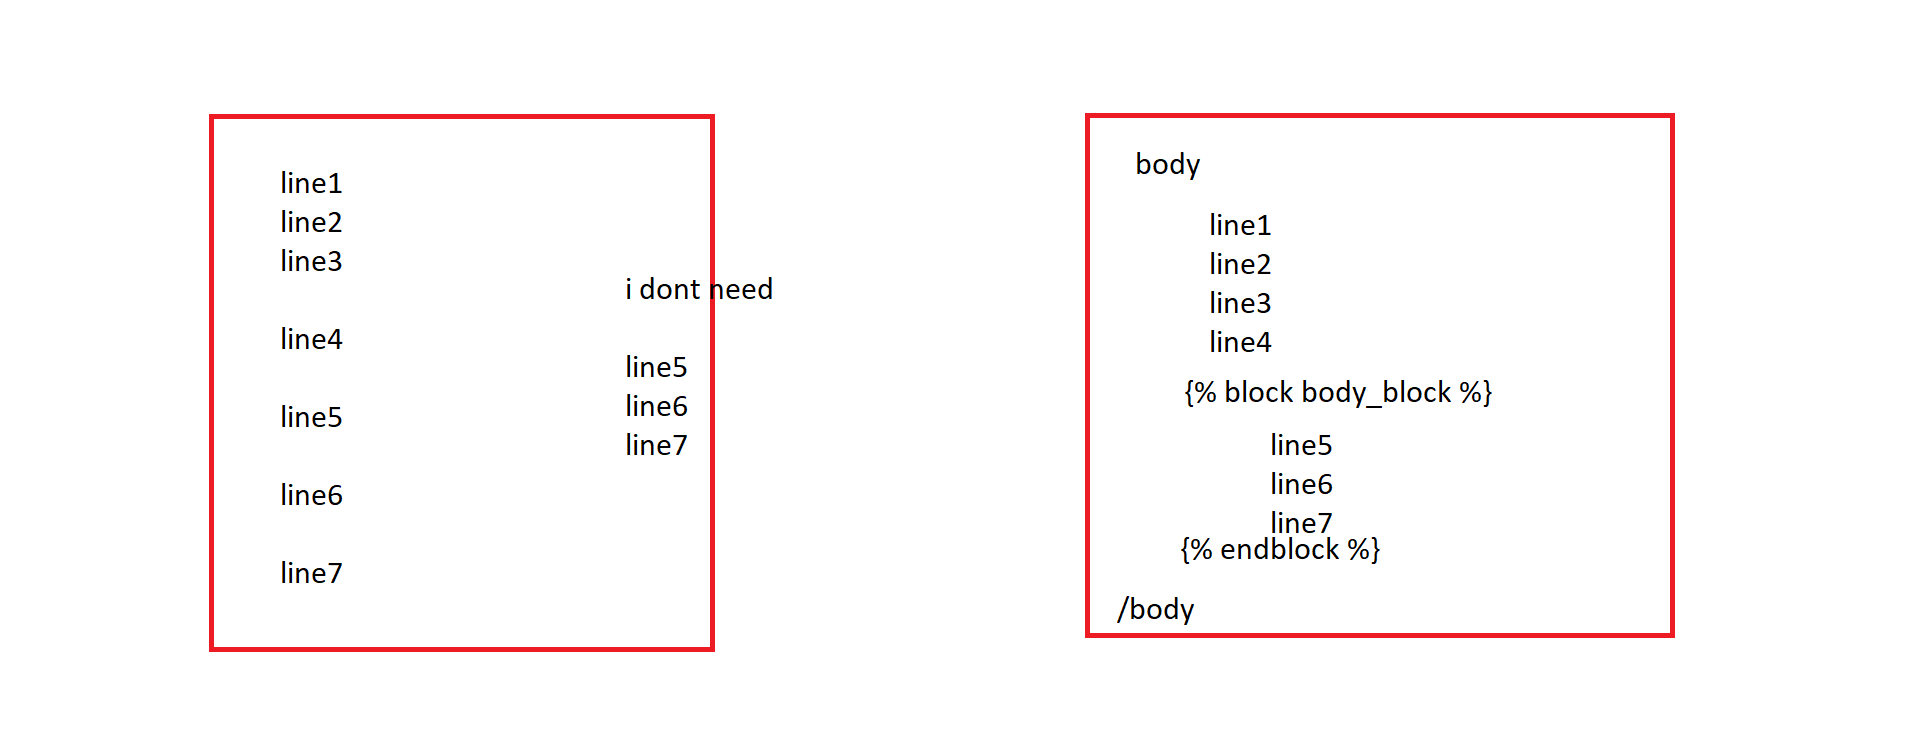 line1
line2
line3
line4
line5
line6
line7
i dont need
line5
line6
line7
body
line1
line2
line3
line4
{% block body_block %}
line5
line6
line7
{% endblock %}
/body